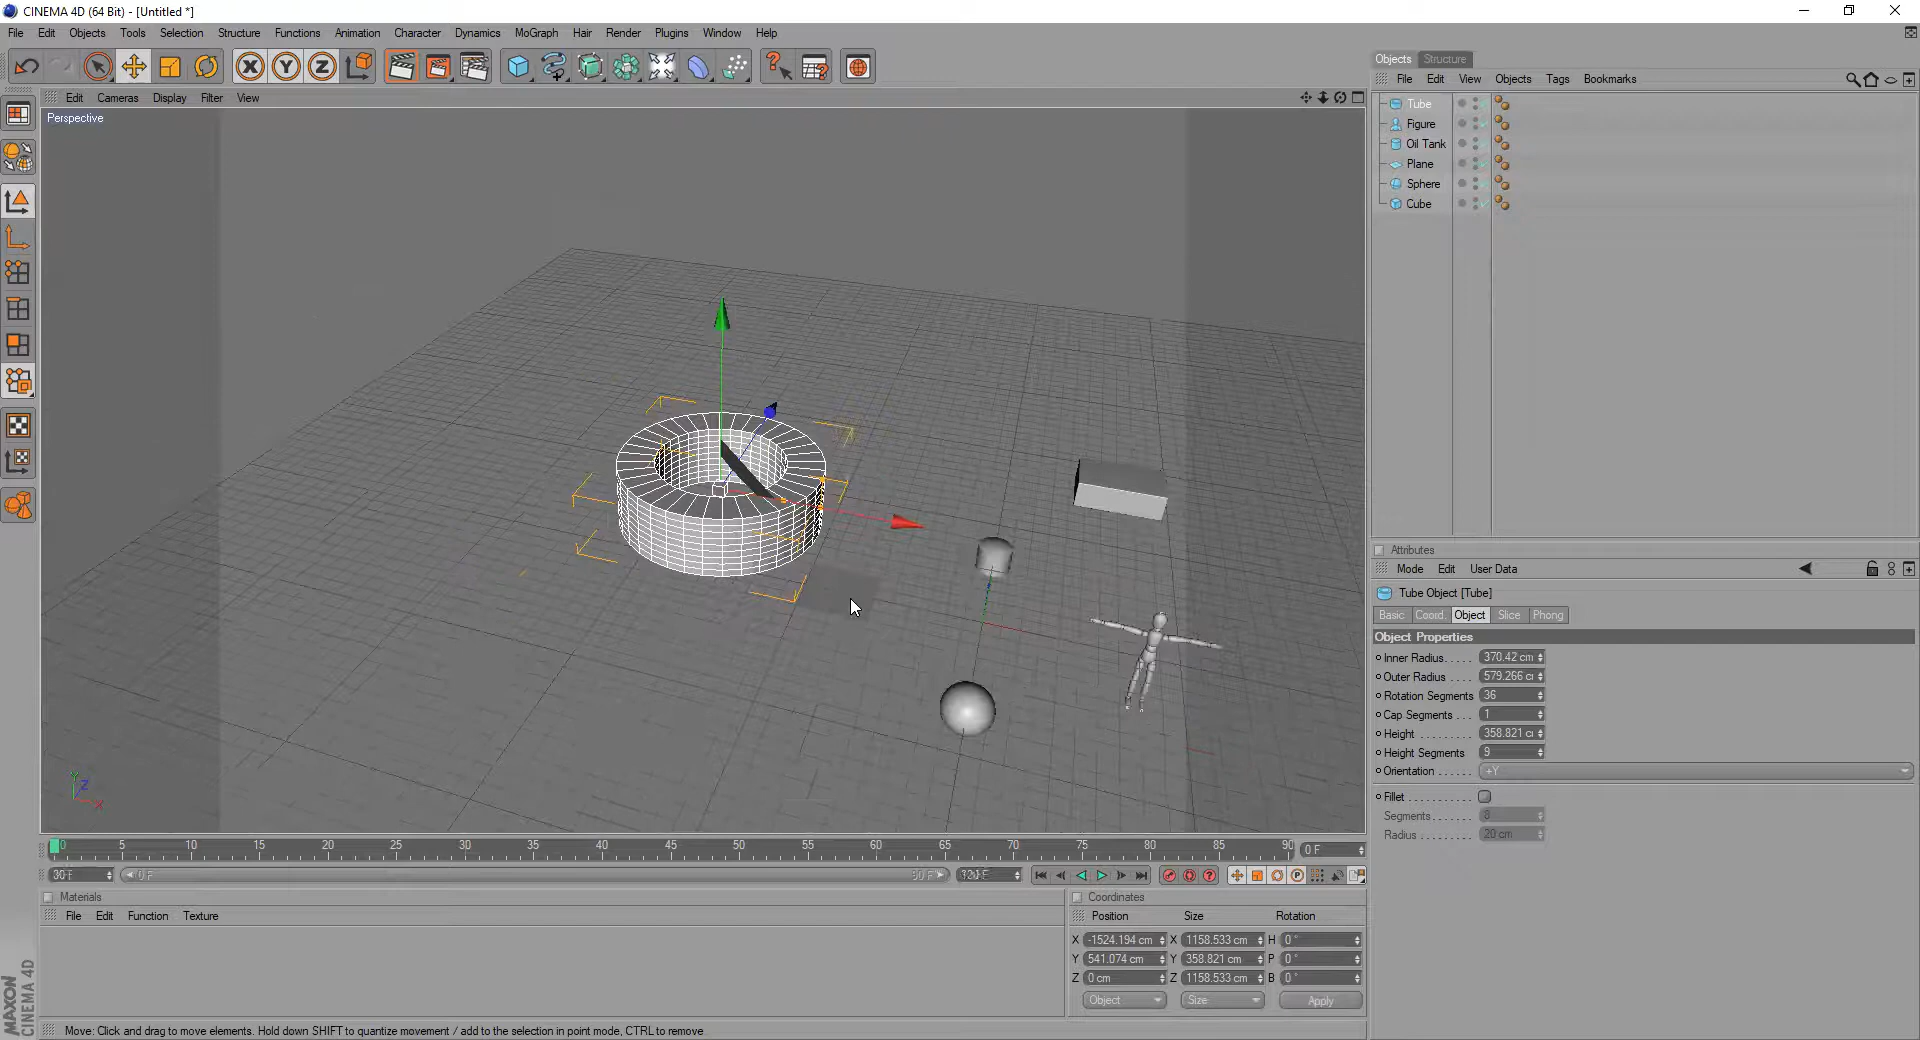 CINEMA 4D (64 Bit) - [Untitled *]
File Edit Objects Tools Selection Structure Functions Animation Character Dynamics MoGraph Hair Render Plugins Window Help
Edit Cameras Display Filter View
Perspective
Objects Structure
File Edit View Objects Tags Bookmarks
Tube
Figure
Oil Tank
Plane
Sphere
Cube
Attributes
Mode Edit User Data
Tube Object [Tube]
Basic Coord. Object Slice Phong
Object Properties
Inner Radius. . . . . 370.42 cm
Outer Radius . . . . 579.266 cr
Rotation Segments 36
Cap Segments . . . 1
Height . . . . . . . . . 358.821 cr
Height Segments 9
Orientation . . . . . . +Y
Fillet . . . . . . . . . . .
Segments . . . . . . 8
Radius . . . . . . . . . 20 cm
Y Z X
0 5 10 15 20 25 30 35 40 45 50 55 60 65 70 75 80 85 90 0 F
0 F
Materials
File Edit Function Texture
Coordinates
Position Size Rotation
X -1524.194 cm X 1158.533 cm H 0 °
Y 541.074 cm Y 358.821 cm P 0 °
Z 0 cm Z 1158.533 cm B 0 °
Object Size Apply
MAXON
CINEMA 4D
Move: Click and drag to move elements. Hold down SHIFT to quantize movement / add to the selection in point mode, CTRL to remove